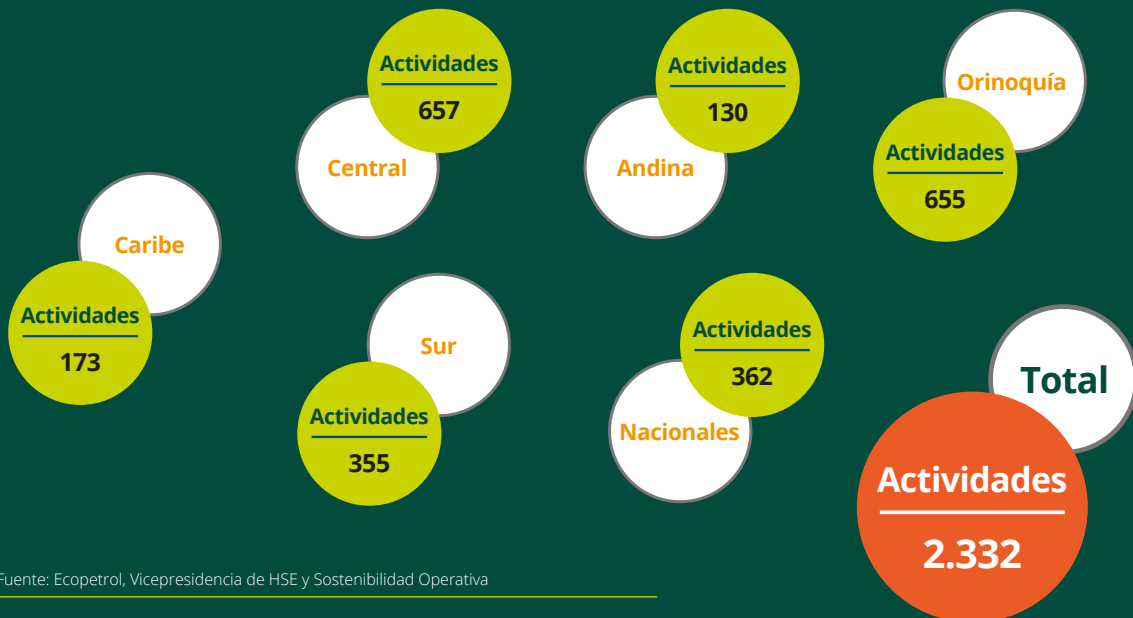 Caribe
Actividades
173
Central
Actividades
657
Andina
Actividades
130
Orinoquía
Actividades
655
Sur
Actividades
355
Nacionales
Actividades
362
Total
Actividades
2.332
Fuente: Ecopetrol, Vicepresidencia de HSE y Sostenibilidad Operativa